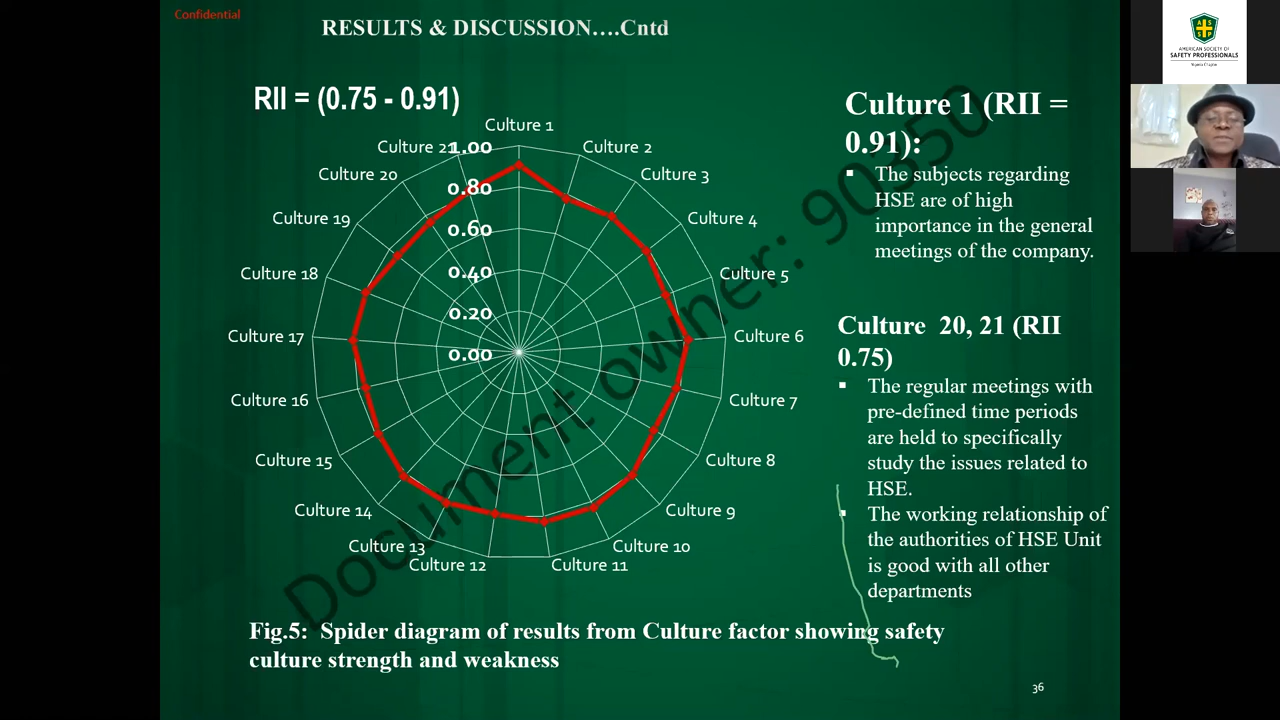 Confidential
RESULTS & DISCUSSION....Cntd
RII = (0.75 - 0.91)
Culture 1
Culture 2
Culture 3
Culture 4
Culture 5
Culture 6
Culture 7
Culture 8
Culture 9
Culture 10
Culture 11
Culture 12
Culture 13
Culture 14
Culture 15
Culture 16
Culture 17
Culture 18
Culture 19
Culture 20
Culture 21
1.00
0.80
0.60
0.40
0.20
0.00
Culture 1 (RII =
0.91):
▪ The subjects regarding
HSE are of high
importance in the general
meetings of the company.
Culture 20, 21 (RII
0.75)
▪ The regular meetings with
pre-defined time periods
are held to specifically
study the issues related to
HSE.
▪ The working relationship of
the authorities of HSE Unit
is good with all other
departments
Fig.5: Spider diagram of results from Culture factor showing safety
culture strength and weakness
36
Document owner: 90350
AS
SP
AMERICAN SOCIETY OF
SAFETY PROFESSIONALS
Nigeria Chapter